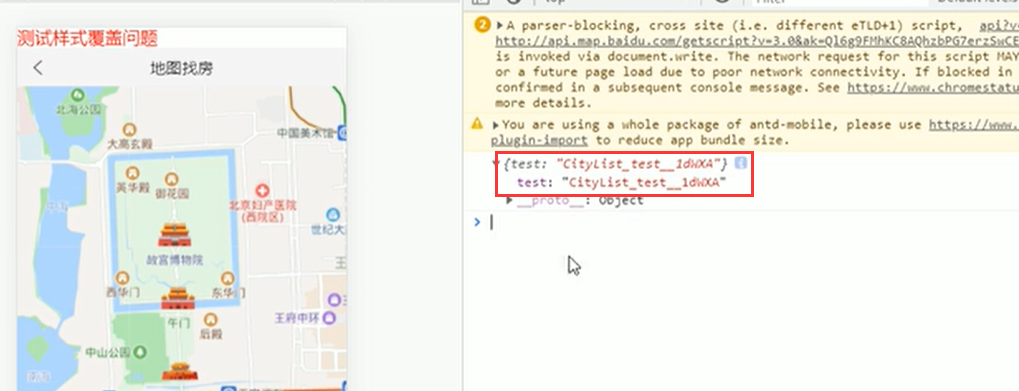 测试样式覆盖问题
地图找房
北海公园
大高玄殿
中国美术馆
英华殿
御花园
北京妇产医院
(西院区)
中海
世纪大
故宫博物院
王
西华门
东华门
午门
后殿
王府中环
中山公园
南海
top
Filter
2 A parser-blocking, cross site (i.e. different eTLD+1) script,
http://api.map.baidu.com/getscript?v=3.0&ak=
is invoked via document.write. The network request for this script MAY
or a future page load due to poor network connectivity. If blocked in
confirmed in a subsequent console message. See https://www.chromestatu
more details.
You are using a whole package of antd-mobile, please use https://www.
plugin-import to reduce app bundle size.
{test: "CityList_test__1dWXA"}
test: "CityList_test__1dWXA"
__proto__: Object